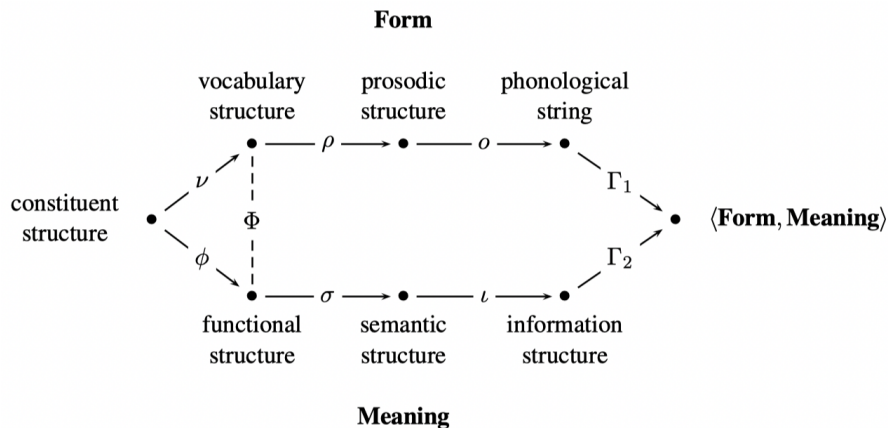 Form
vocabulary structure
prosodic structure
phonological string
ρ
o
ν
Γ₁
constituent structure
Φ
⟨Form, Meaning⟩
ϕ
Γ₂
σ
ι
functional structure
semantic structure
information structure
Meaning